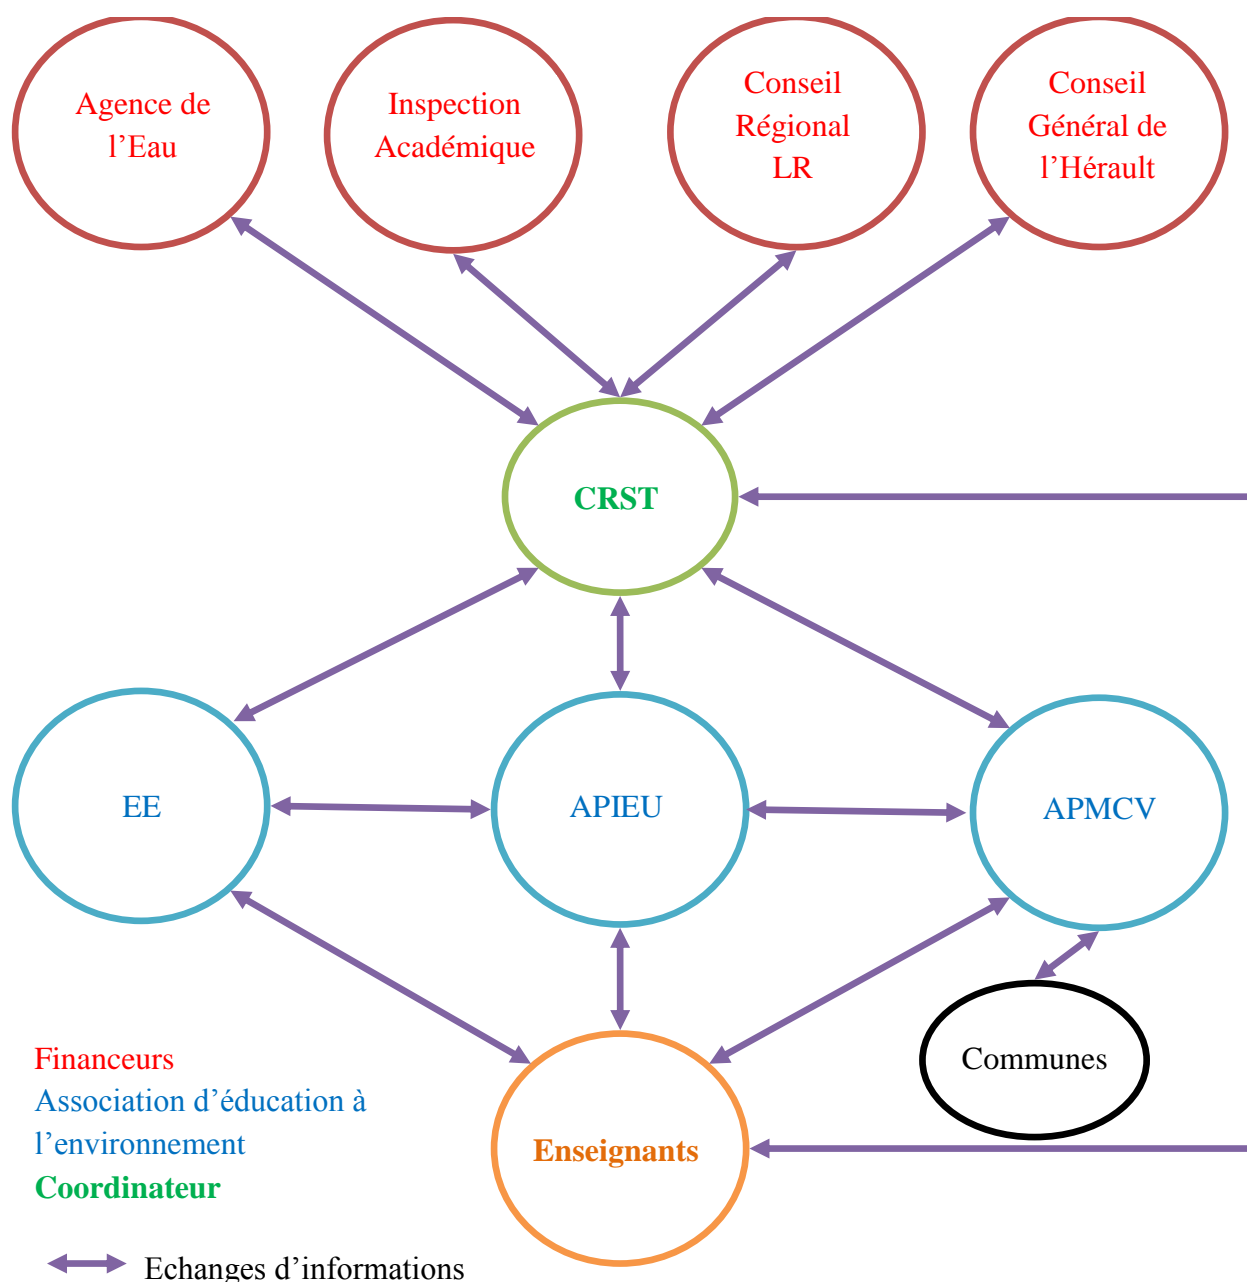 Agence de
l’Eau
Inspection
Académique
Conseil
Régional
LR
Conseil
Général de
l’Hérault
CRST
EE
APIEU
APMCV
Communes
Enseignants
Financeurs
Association d’éducation à
l’environnement
Coordinateur
Echanges d’informations